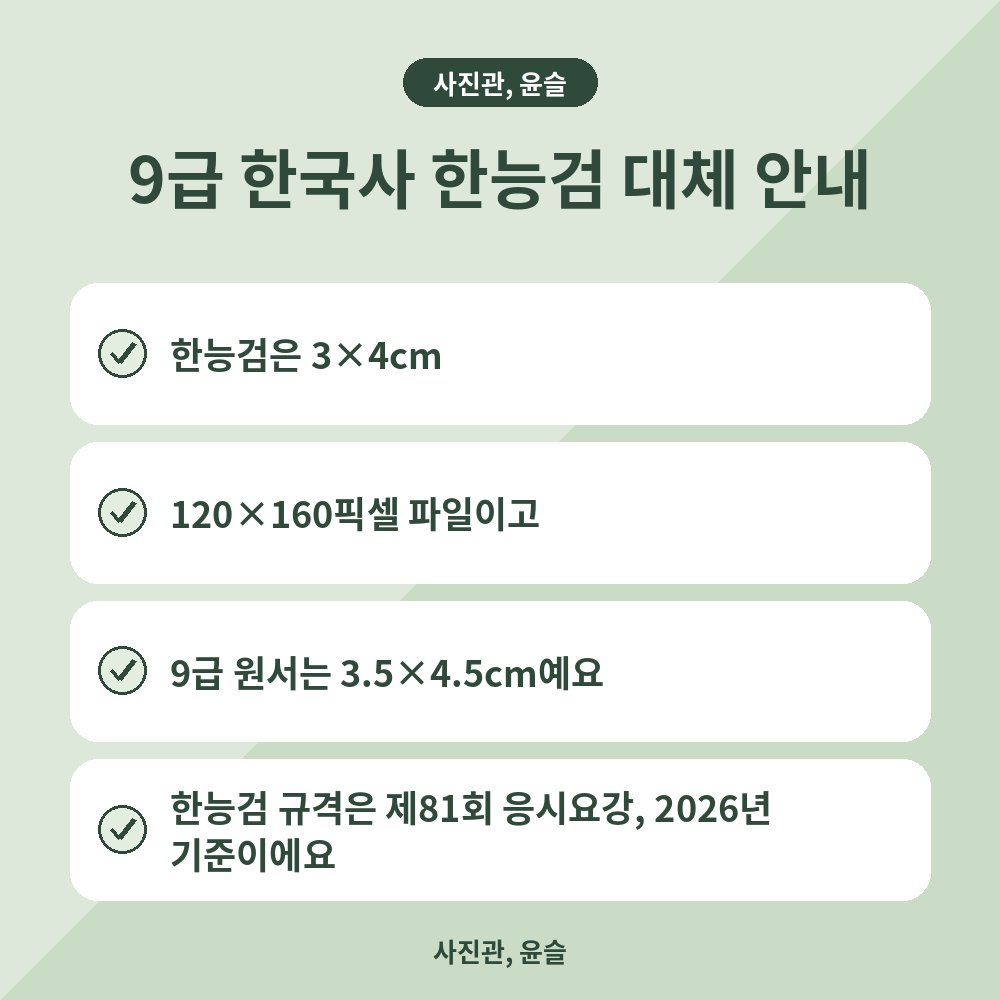 사진관, 윤슬
9급 한국사 한능검 대체 안내
한능검은 3×4cm
120×160픽셀 파일이고
9급 원서는 3.5×4.5cm예요
한능검 규격은 제81회 응시요강, 2026년
기준이에요
사진관, 윤슬